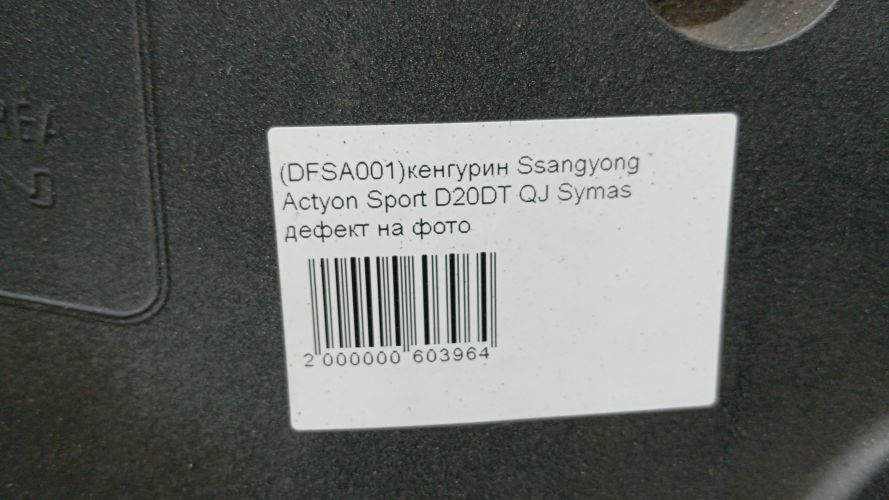 (DFSA001)кенгурин Ssangyong
Actyon Sport D20DT QJ Symas
дефект на фото
2 000000 603964